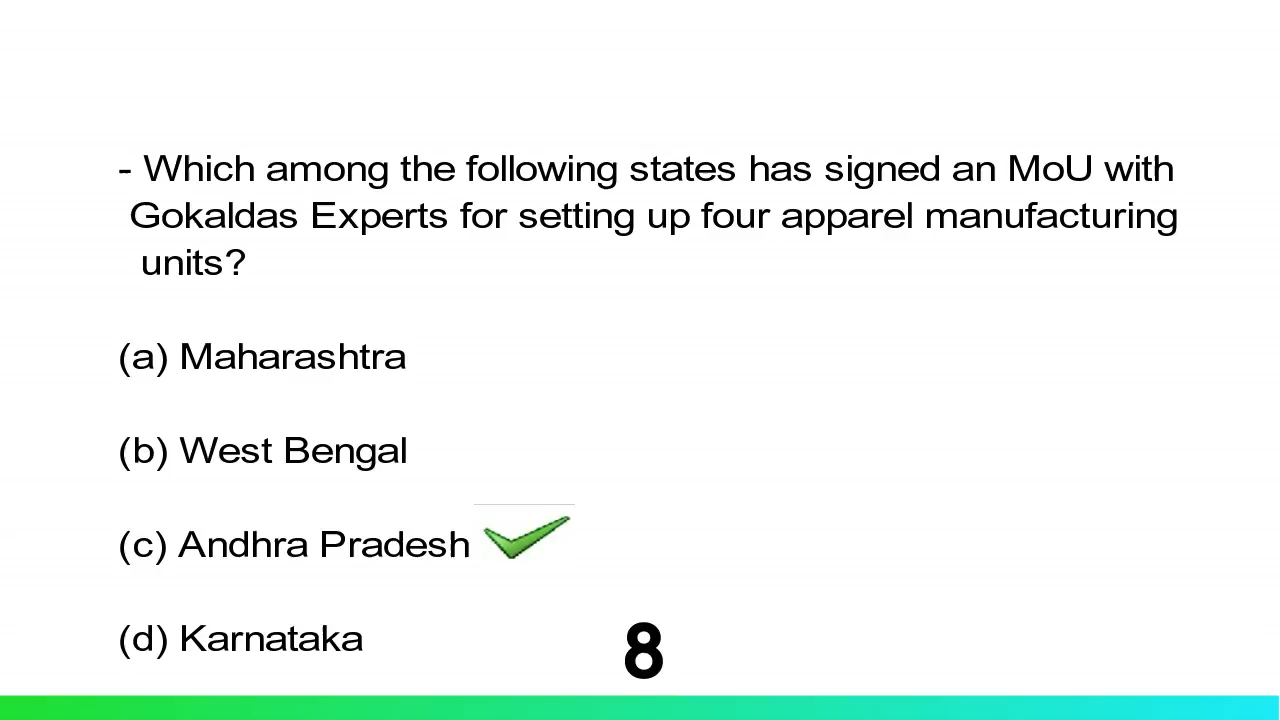 - Which among the following states has signed an MoU with
Gokaldas Experts for setting up four apparel manufacturing
units?
(a) Maharashtra
(b) West Bengal
(c) Andhra Pradesh
(d) Karnataka
8